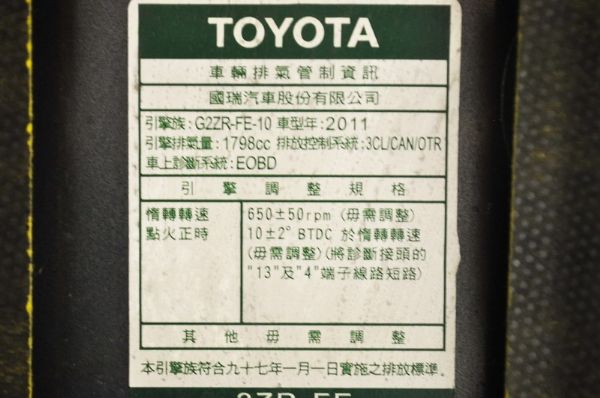 TOYOTA
車輛排氣管制資訊
國瑞汽車股份有限公司
引擎族:G2ZR-FE-10 車型年:2011
引擎排氣量:1798cc 排放控制系統:3CL/CAN/OTR
車上診斷系統:EOBD
引擎調整規格
惰轉轉速 650±50rpm (毋需調整)
點火正時 10±2° BTDC 於惰轉轉速
(毋需調整)(將診斷接頭的
"13"及"4"端子線路短路)
其他毋需調整
本引擎族符合九十七年一月一日實施之排放標準.
2ZR-FE